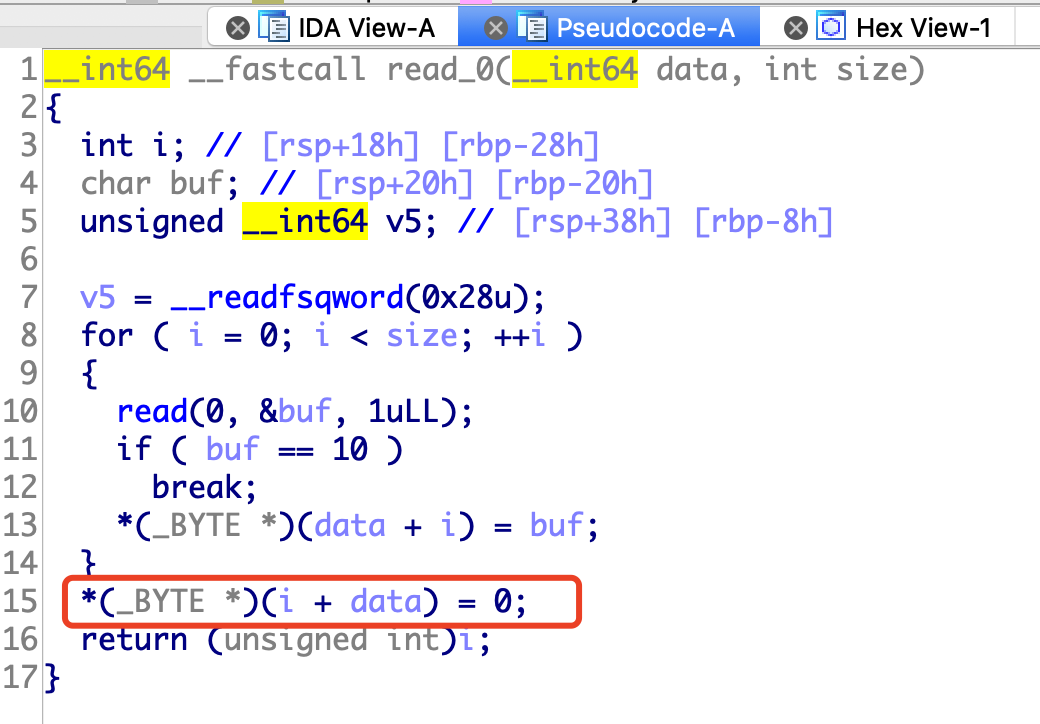 IDA View-A Pseudocode-A Hex View-1
1 __int64 __fastcall read_0(__int64 data, int size)
2 {
3 int i; // [rsp+18h] [rbp-28h]
4 char buf; // [rsp+20h] [rbp-20h]
5 unsigned __int64 v5; // [rsp+38h] [rbp-8h]
6
7 v5 = __readfsqword(0x28u);
8 for ( i = 0; i < size; ++i )
9 {
10 read(0, &buf, 1uLL);
11 if ( buf == 10 )
12 break;
13 *(_BYTE *)(data + i) = buf;
14 }
15 *(_BYTE *)(i + data) = 0;
16 return (unsigned int)i;
17 }